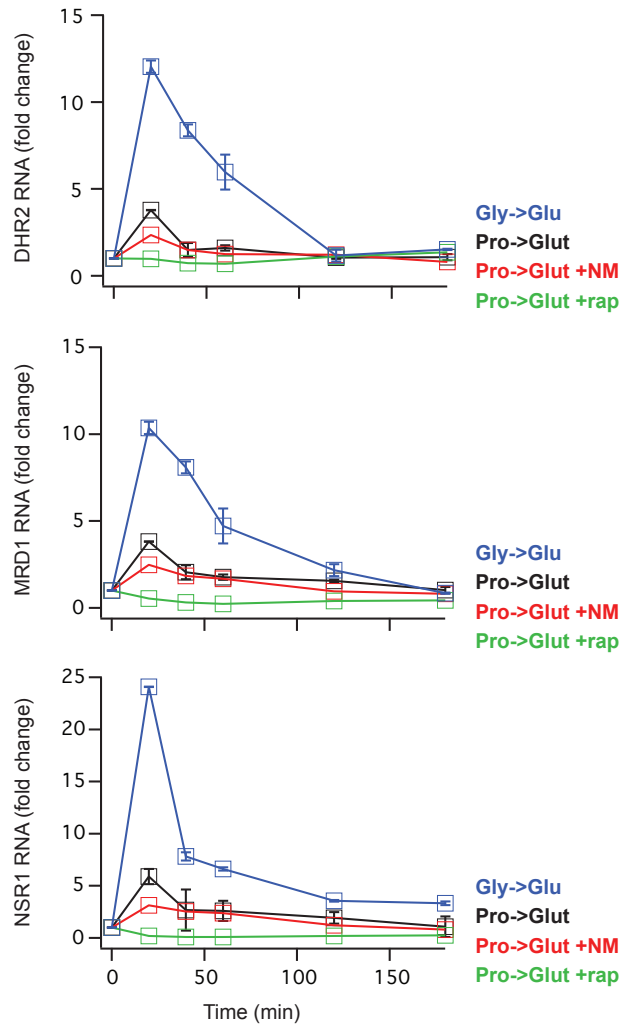 15
10
5
0
DHR2 RNA (fold change)
Gly->Glu
Pro->Glut
Pro->Glut +NM
Pro->Glut +rap
15
10
5
0
MRD1 RNA (fold change)
Gly->Glu
Pro->Glut
Pro->Glut +NM
Pro->Glut +rap
25
20
15
10
5
0
NSR1 RNA (fold change)
Gly->Glu
Pro->Glut
Pro->Glut +NM
Pro->Glut +rap
0 50 100 150
Time (min)